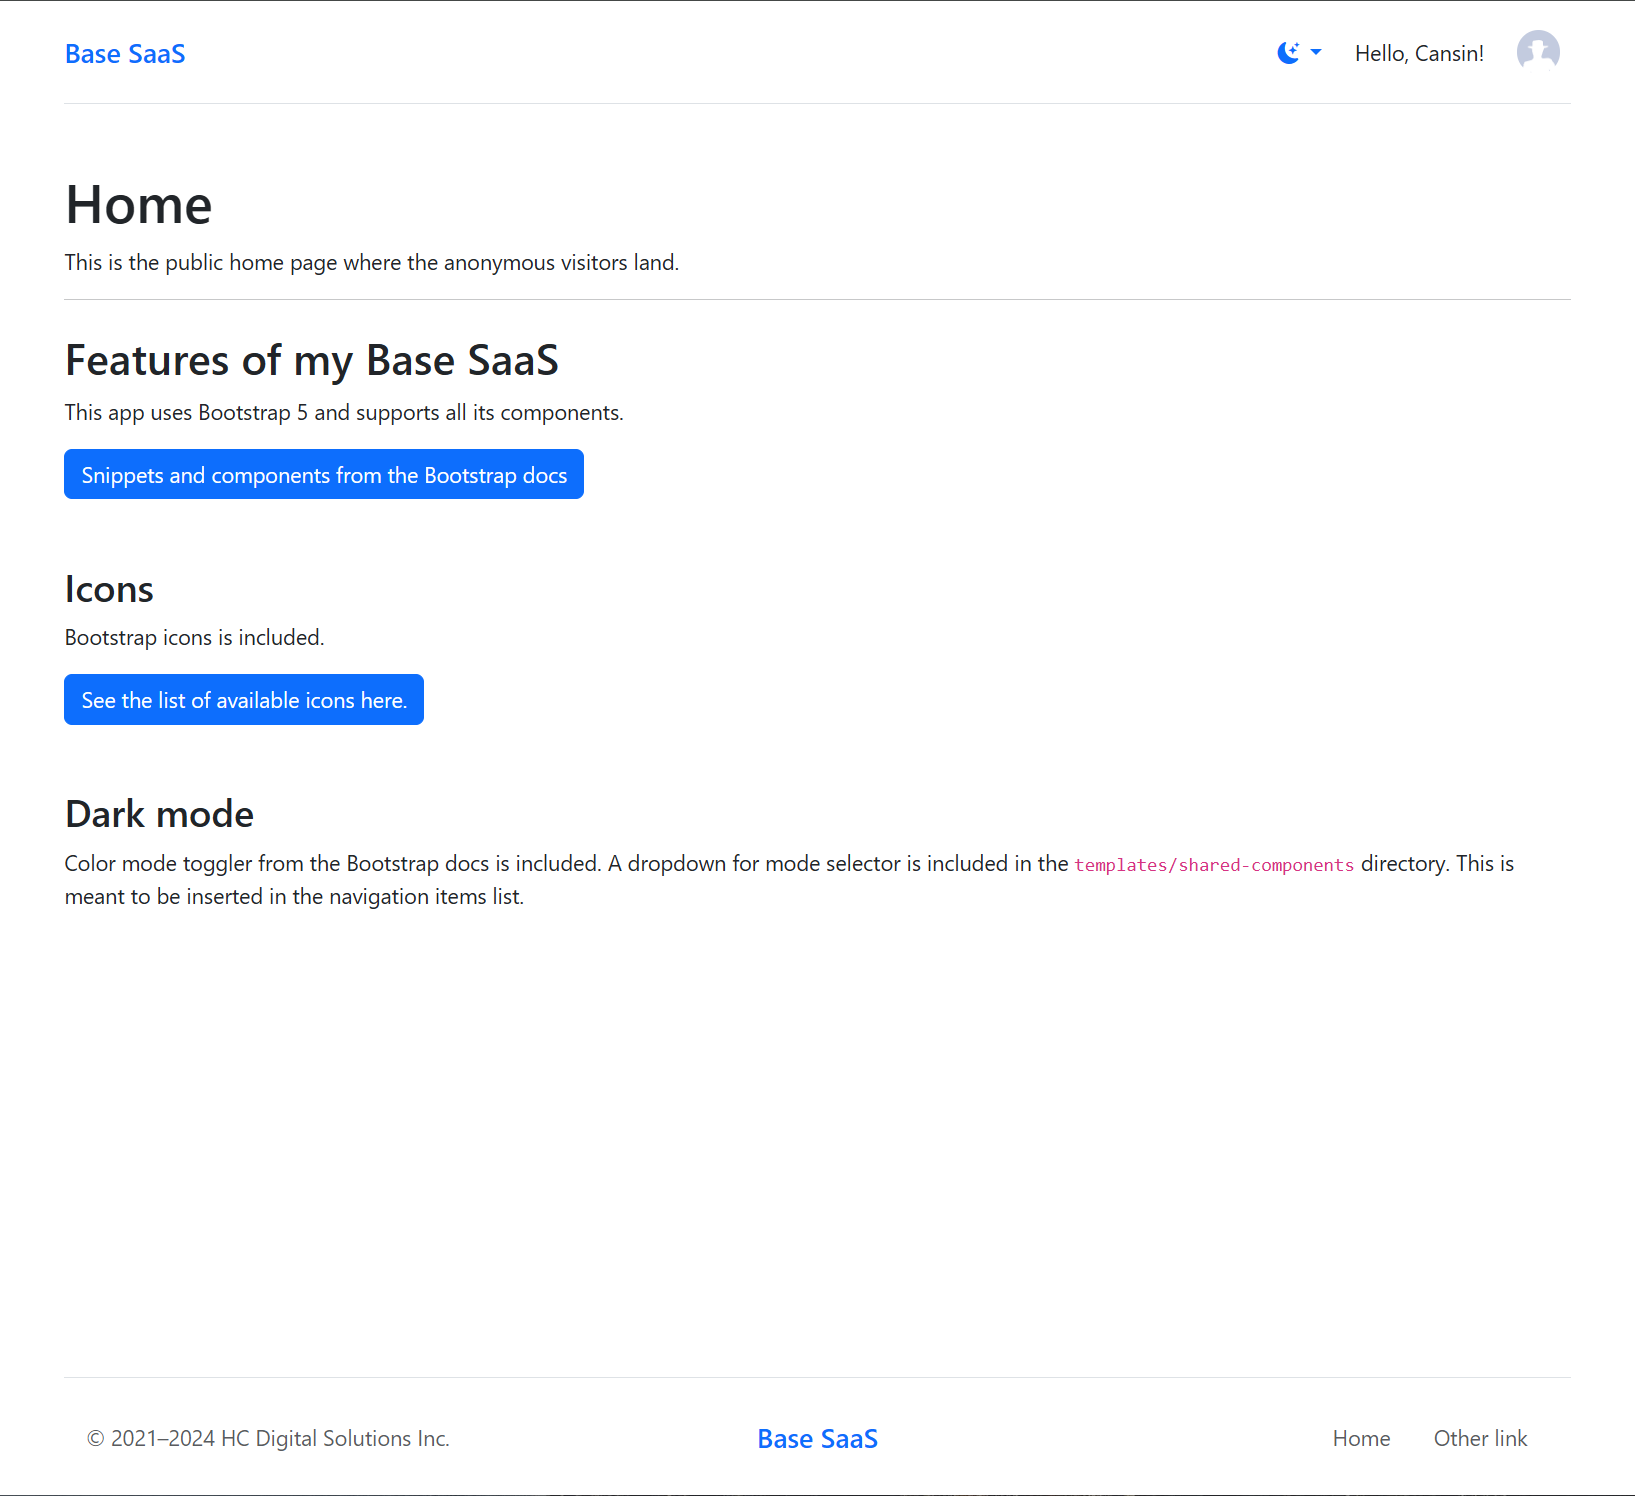 Base SaaS
Hello, Cansin!
Home
This is the public home page where the anonymous visitors land.
Features of my Base SaaS
This app uses Bootstrap 5 and supports all its components.
Snippets and components from the Bootstrap docs
Icons
Bootstrap icons is included.
See the list of available icons here.
Dark mode
Color mode toggler from the Bootstrap docs is included. A dropdown for mode selector is included in the templates/shared-components directory. This is
meant to be inserted in the navigation items list.
© 2021–2024 HC Digital Solutions Inc.
Base SaaS
Home
Other link